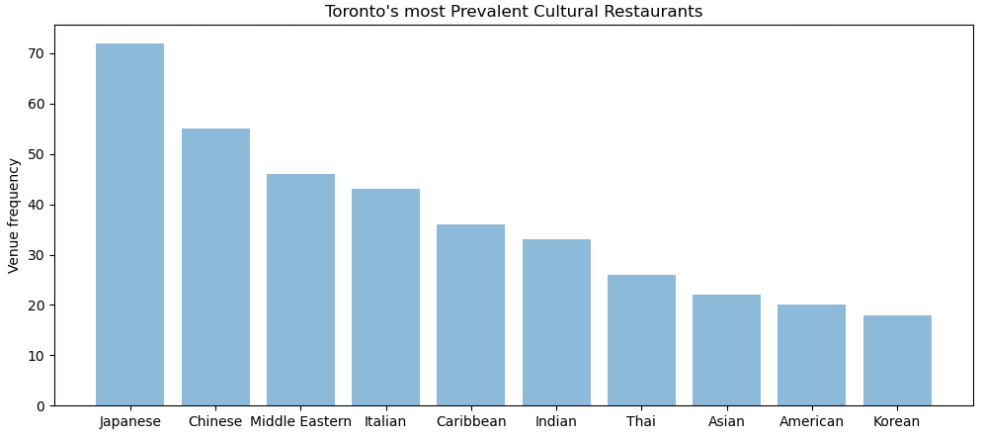 Toronto's most Prevalent Cultural Restaurants
Venue frequency
70
60
50
40
30
20
10
0
Japanese Chinese Middle Eastern Italian Caribbean Indian Thai Asian American Korean